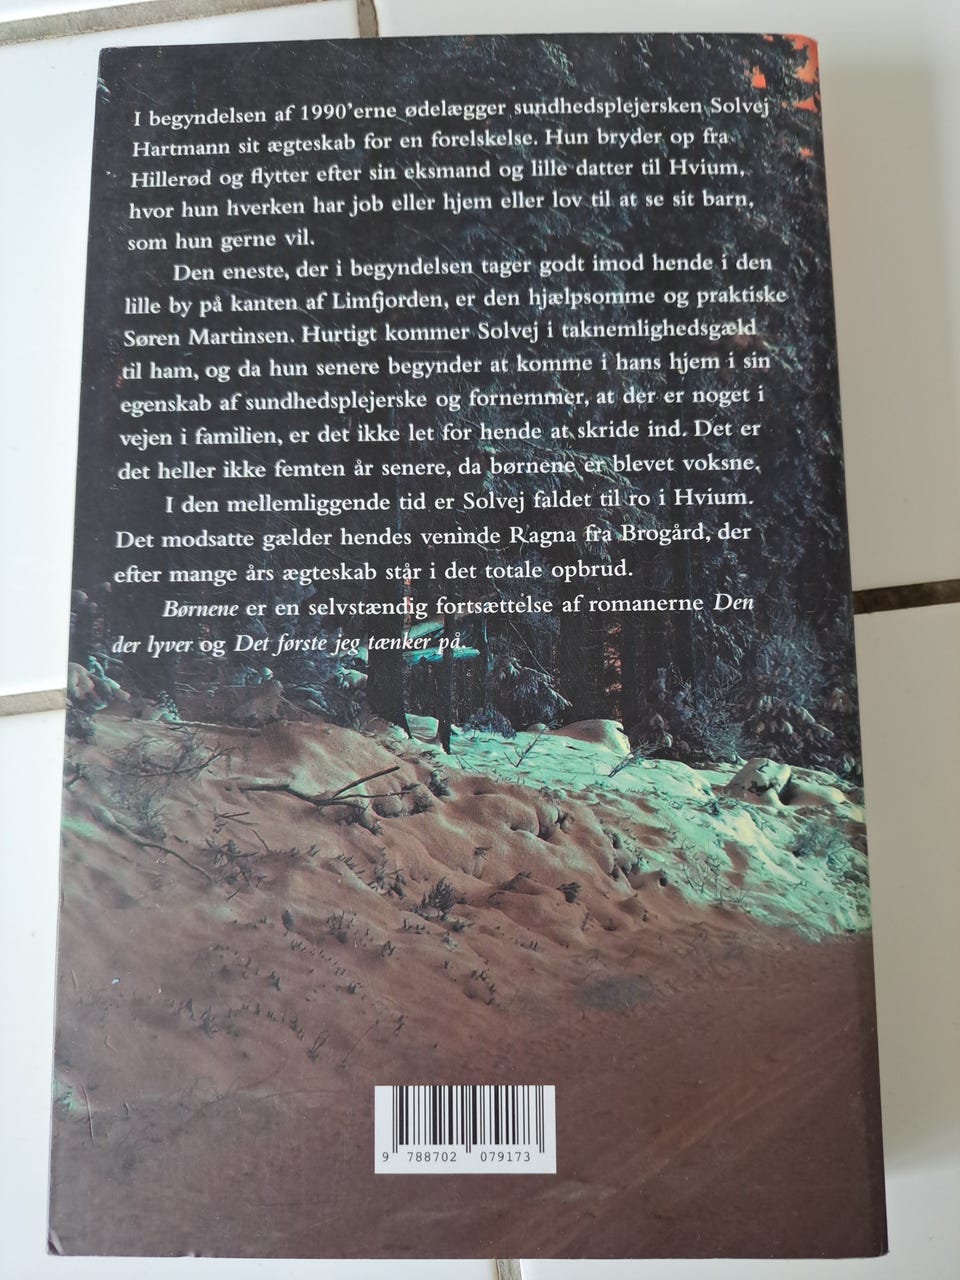 I begyndelsen af 1990'erne ødelægger sundhedsplejersken Solvej
Hartmann sit ægteskab for en forelskelse. Hun bryder op fra
Hillerød og flytter efter sin eksmand og lille datter til Hvium,
hvor hun hverken har job eller hjem eller lov til at se sit barn,
som hun gerne vil.
Den eneste, der i begyndelsen tager godt imod hende i den
lille by på kanten af Limfjorden, er den hjælpsomme og praktiske
Søren Martinsen. Hurtigt kommer Solvej i taknemlighedsgæld
til ham, og da hun senere begynder at komme i hans hjem i sin
egenskab af sundhedsplejerske og fornemmer, at der er noget i
vejen i familien, er det ikke let for hende at skride ind. Det er
det heller ikke femten år senere, da børnene er blevet voksne.
I den mellemliggende tid er Solvej faldet til ro i Hvium.
Det modsatte gælder hendes veninde Ragna fra Brogård, der
efter mange års ægteskab står i det totale opbrud.
Børnene er en selvstændig fortsættelse af romanerne Den
der lyver og Det første jeg tænker på.
9 788702 079173